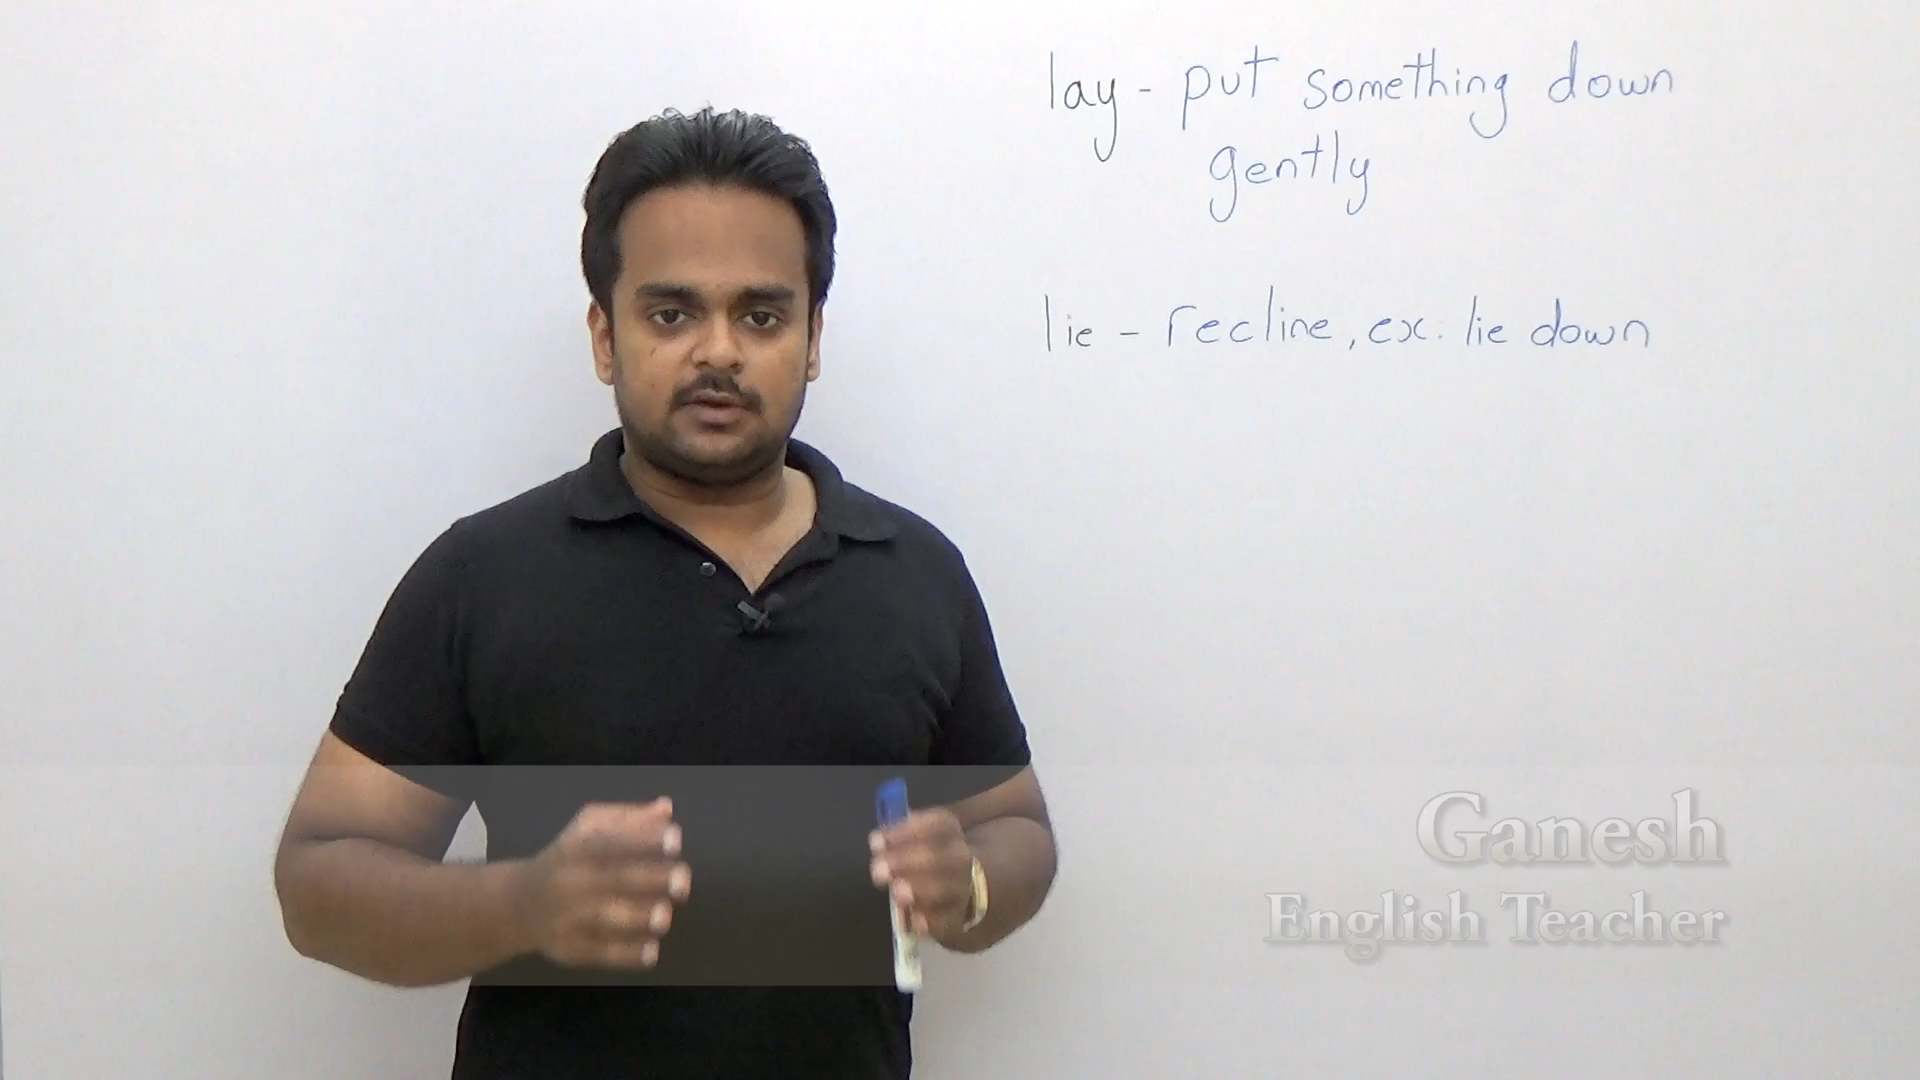 lay - put something down
gently
lie - recline, ex. lie down
Ganesh
English Teacher